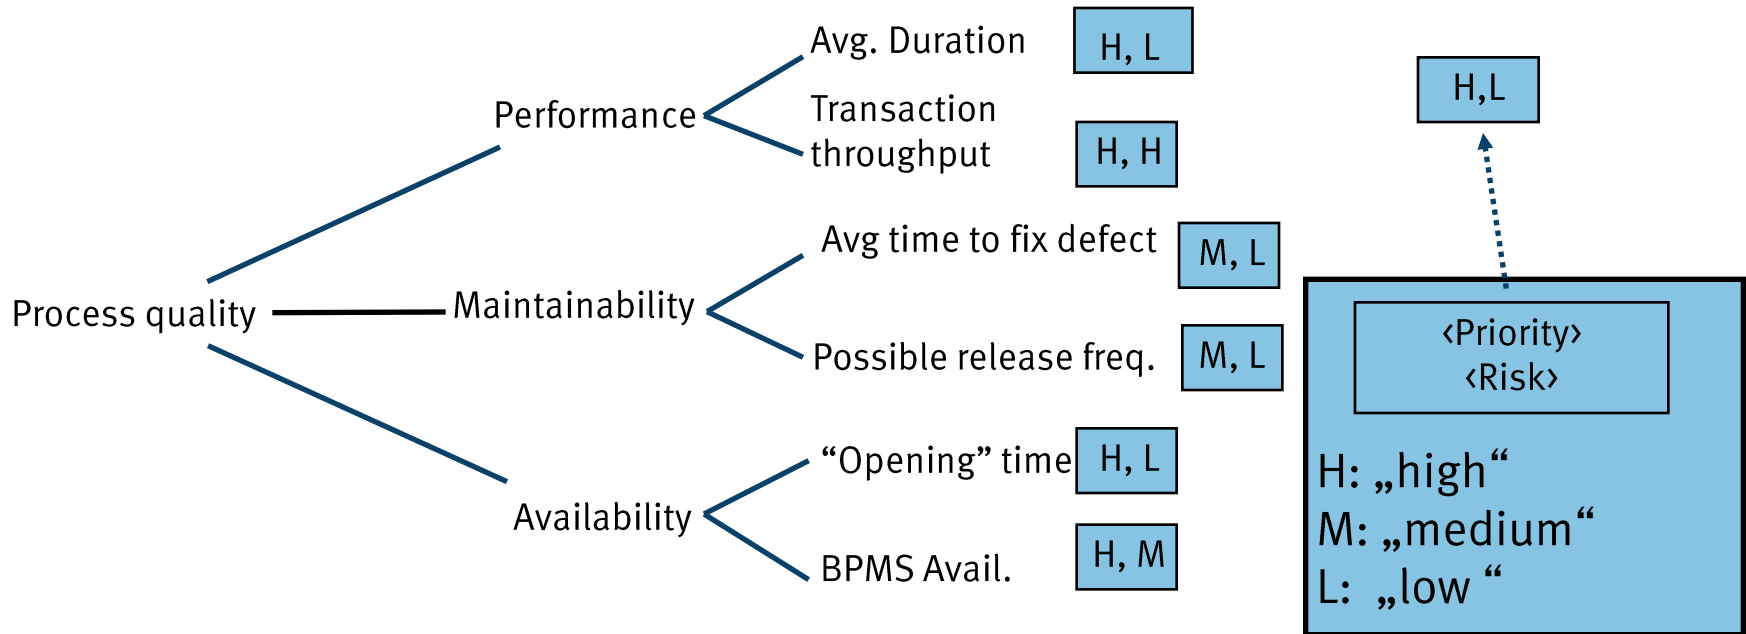 Process quality
Performance
Avg. Duration
H, L
Transaction
throughput
H, H
Maintainability
Avg time to fix defect
M, L
Possible release freq.
M, L
Availability
“Opening” time
H, L
BPMS Avail.
H, M
H,L
<Priority>
<Risk>
H: „high“
M: „medium“
L: „low “